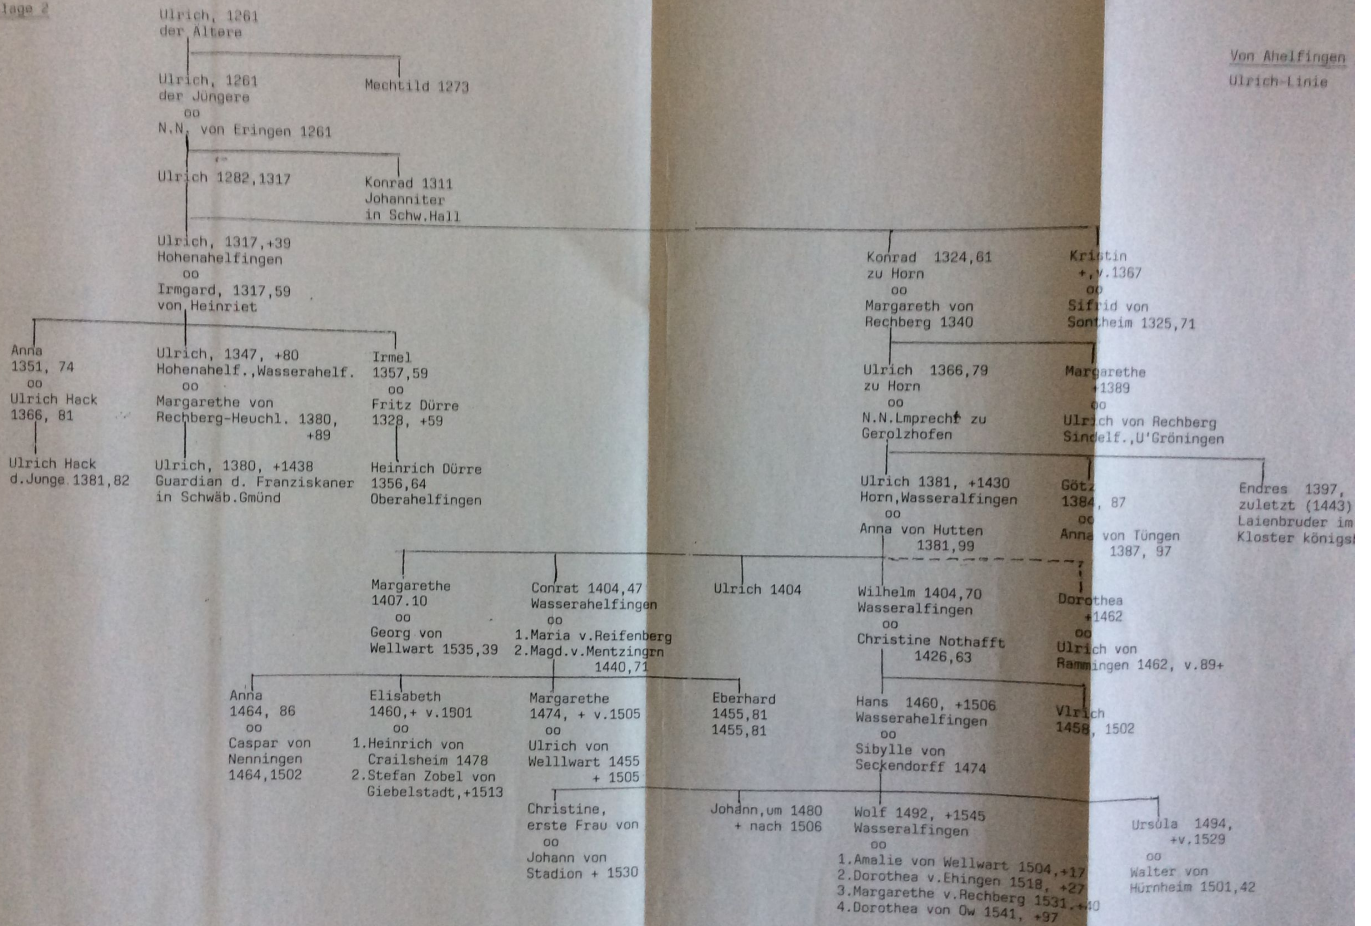 lage 2
Von Ahelfingen
Ulrich-Linie
Ulrich, 1261
der Ältere
Ulrich, 1261
der Jüngere
oo
N.N. von Eringen 1261
Mechtild 1273
Ulrich 1282,1317
Konrad 1311
Johanniter
in Schw.Hall
Ulrich, 1317,+39
Hohenahelfingen
oo
Irmgard, 1317,59
von Heinriet
Konrad 1324,61
zu Horn
oo
Margareth von
Rechberg 1340
Kristin
+,v.1367
oo
Sifrid von
Sontheim 1325,71
Anna
1351, 74
oo
Ulrich Hack
1366, 81
Ulrich, 1347, +80
Hohenahelf.,Wasserahelf.
oo
Margarethe von
Rechberg-Heuchl. 1380,
+89
Irmel
1357,59
oo
Fritz Dürre
1328, +59
Ulrich 1366,79
zu Horn
oo
N.N.Lmprecht zu
Gerolzhofen
Margarethe
+1389
oo
Ulrich von Rechberg
Sindelf.,U'Gröningen
Ulrich Hack
d.Junge 1381,82
Ulrich, 1380, +1438
Guardian d. Franziskaner
in Schwäb.Gmünd
Heinrich Dürre
1356,64
Oberahelfingen
Ulrich 1381, +1430
Horn,Wasseralfingen
oo
Anna von Hutten
1381,99
Götz
1384, 87
oo
Anna von Tüngen
1387, 97
Endres 1397,
zuletzt (1443)
Laienbruder im
Kloster königs
Margarethe
1407.10
oo
Georg von
Wellwart 1535,39
Conrat 1404,47
Wasserahelfingen
oo
1.Maria v.Reifenberg
2.Magd.v.Mentzingrn
1440,71
Ulrich 1404
Wilhelm 1404,70
Wasseralfingen
oo
Christine Nothafft
1426,63
Dorothea
+1462
oo
Ulrich von
Rammingen 1462, v.89+
Anna
1464, 86
oo
Caspar von
Nenningen
1464,1502
Elisabeth
1460,+ v.1501
oo
1.Heinrich von
Crailsheim 1478
2.Stefan Zobel von
Giebelstadt,+1513
Margarethe
1474, + v.1505
oo
Ulrich von
Welllwart 1455
+ 1505
Eberhard
1455,81
1455,81
Hans 1460, +1506
Wasserahelfingen
oo
Sibylle von
Seckendorff 1474
Vlrich
1458, 1502
Christine,
erste Frau von
oo
Johann von
Stadion + 1530
Johann,um 1480
+ nach 1506
Wolf 1492, +1545
Wasseralfingen
oo
1.Amalie von Wellwart 1504,+17
2.Dorothea v.Ehingen 1518, +27
3.Margarethe v.Rechberg 1531.+40
4.Dorothea von Ow 1541, +97
Ursula 1494,
+v.1529
oo
Walter von
Hürnheim 1501,42